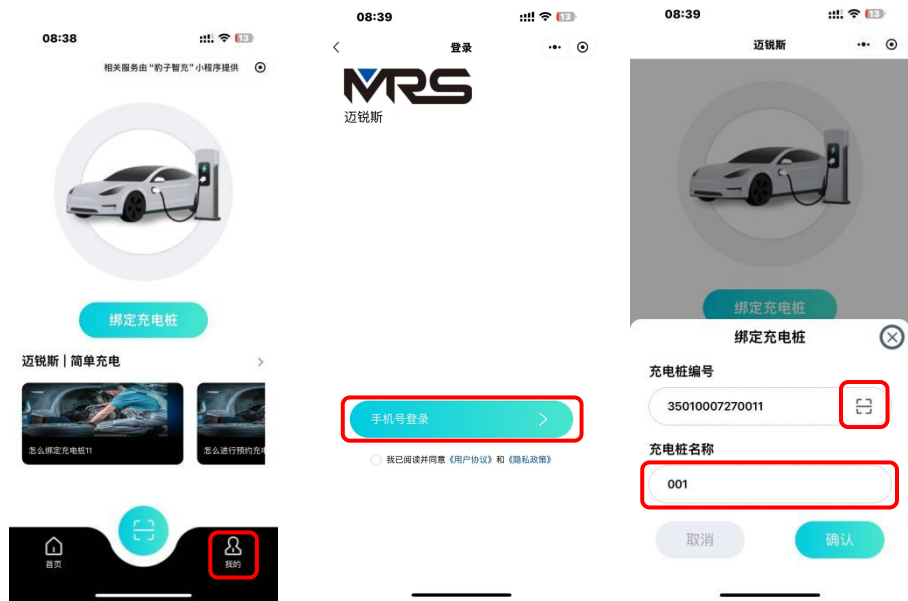 08:38
13
相关服务由“豹子智充”小程序提供
绑定充电桩
迈锐斯 | 简单充电
怎么绑定充电桩11
怎么进行预约充电
首页
我的
08:39
13
登录
MRS
迈锐斯
手机号登录
我已阅读并同意《用户协议》和《隐私政策》
08:39
13
迈锐斯
绑定充电桩
绑定充电桩
充电桩编号
35010007270011
充电桩名称
001
取消
确认